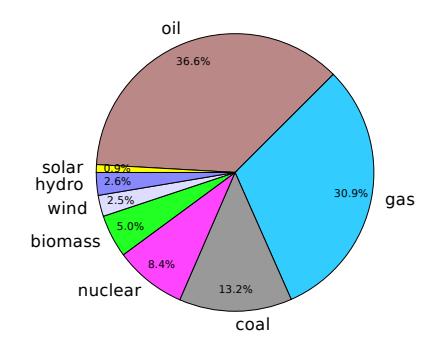 oil
36.6%
solar
0.9%
hydro
2.6%
wind
2.5%
biomass
5.0%
nuclear
8.4%
coal
13.2%
gas
30.9%